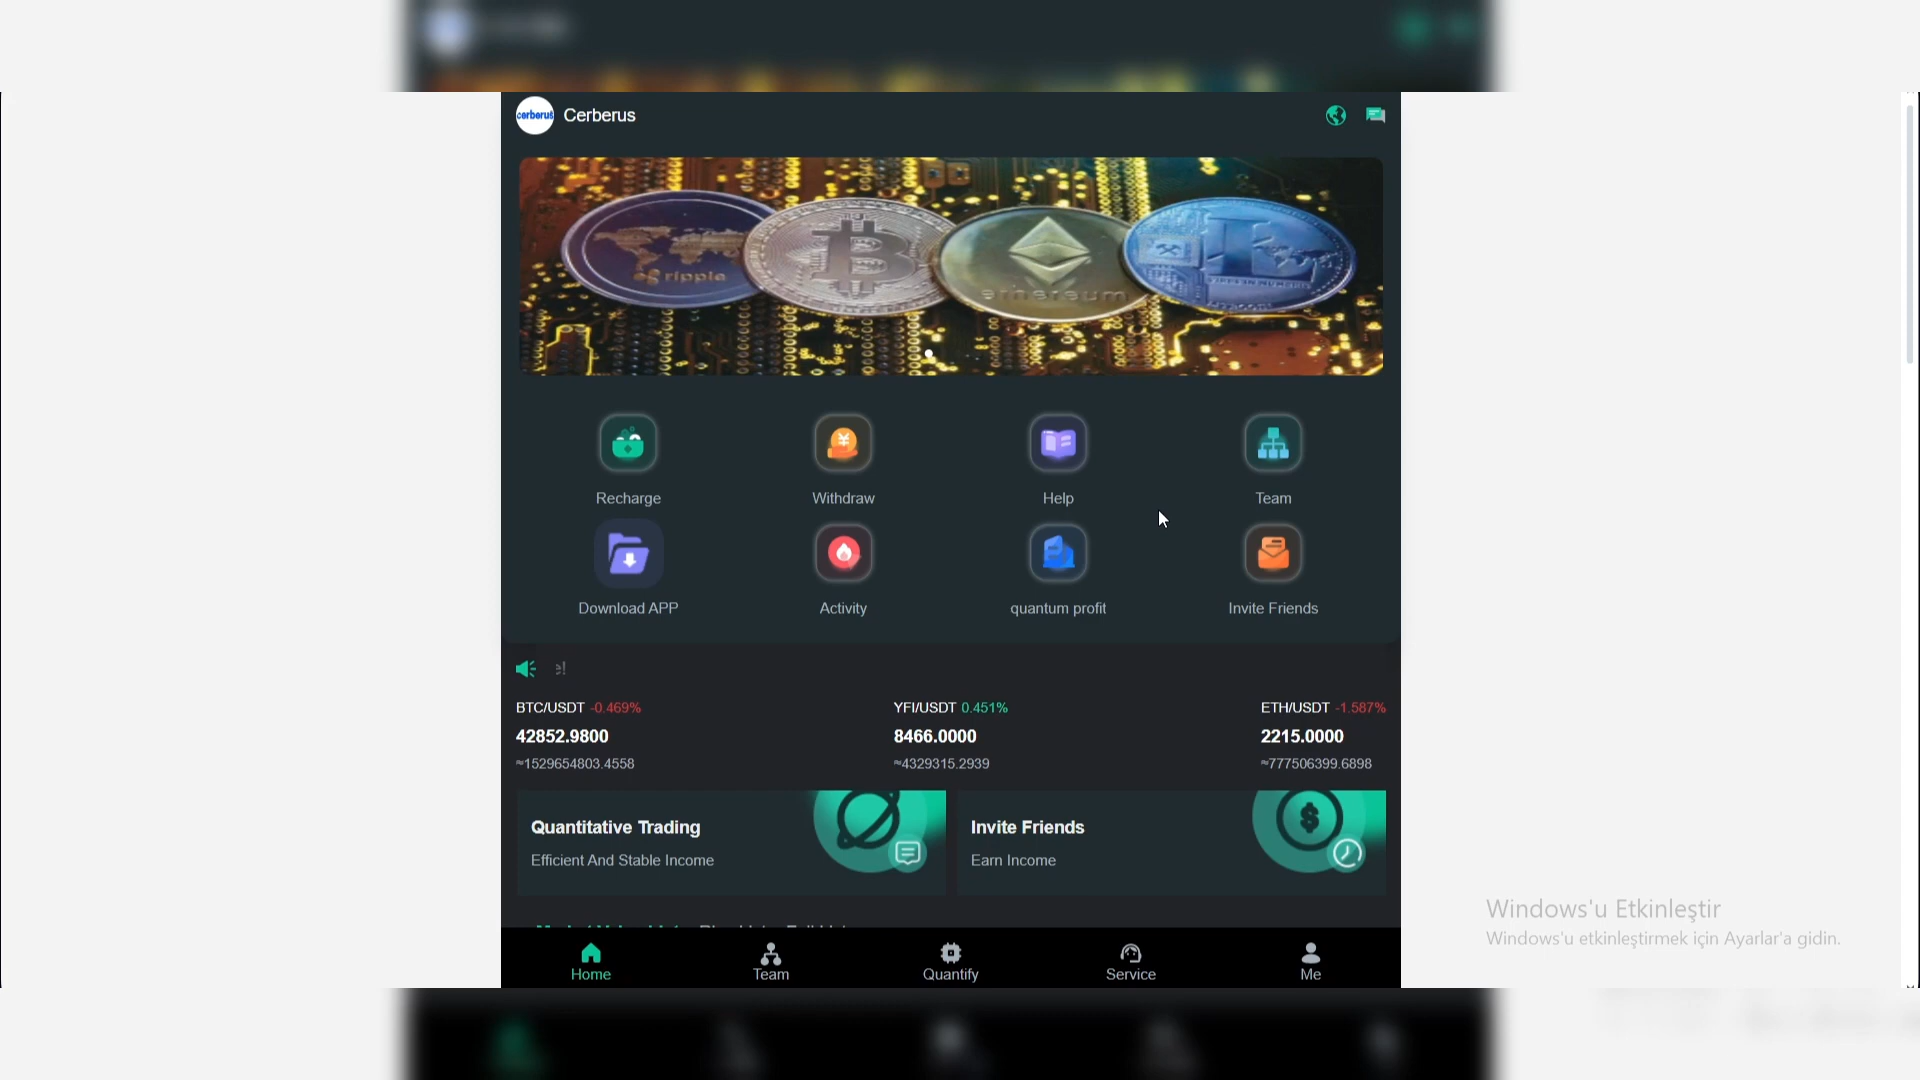 cerberus
Cerberus
ripple
ethereum
Recharge
Withdraw
Help
Team
Download APP
Activity
quantum profit
Invite Friends
e!
BTC/USDT -0.469%
YFI/USDT 0.451%
ETH/USDT -1.587%
42852.9800
8466.0000
2215.0000
≈1529654803.4558
≈4329315.2939
≈777506399.6898
Quantitative Trading
Efficient And Stable Income
Invite Friends
Earn Income
Windows'u Etkinleştir
Windows'u etkinleştirmek için Ayarlar'a gidin.
Home
Team
Quantify
Service
Me